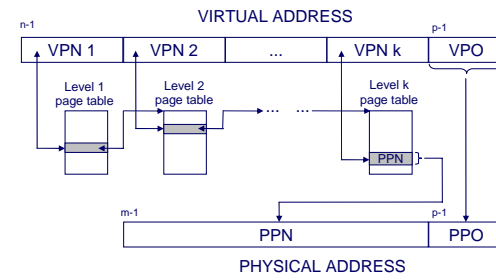 VIRTUAL ADDRESS
n-1 p-1
VPN 1 VPN 2 ... VPN k VPO
Level 1 page table
Level 2 page table
Level k page table
... ...
PPN
m-1 p-1
PPN PPO
PHYSICAL ADDRESS